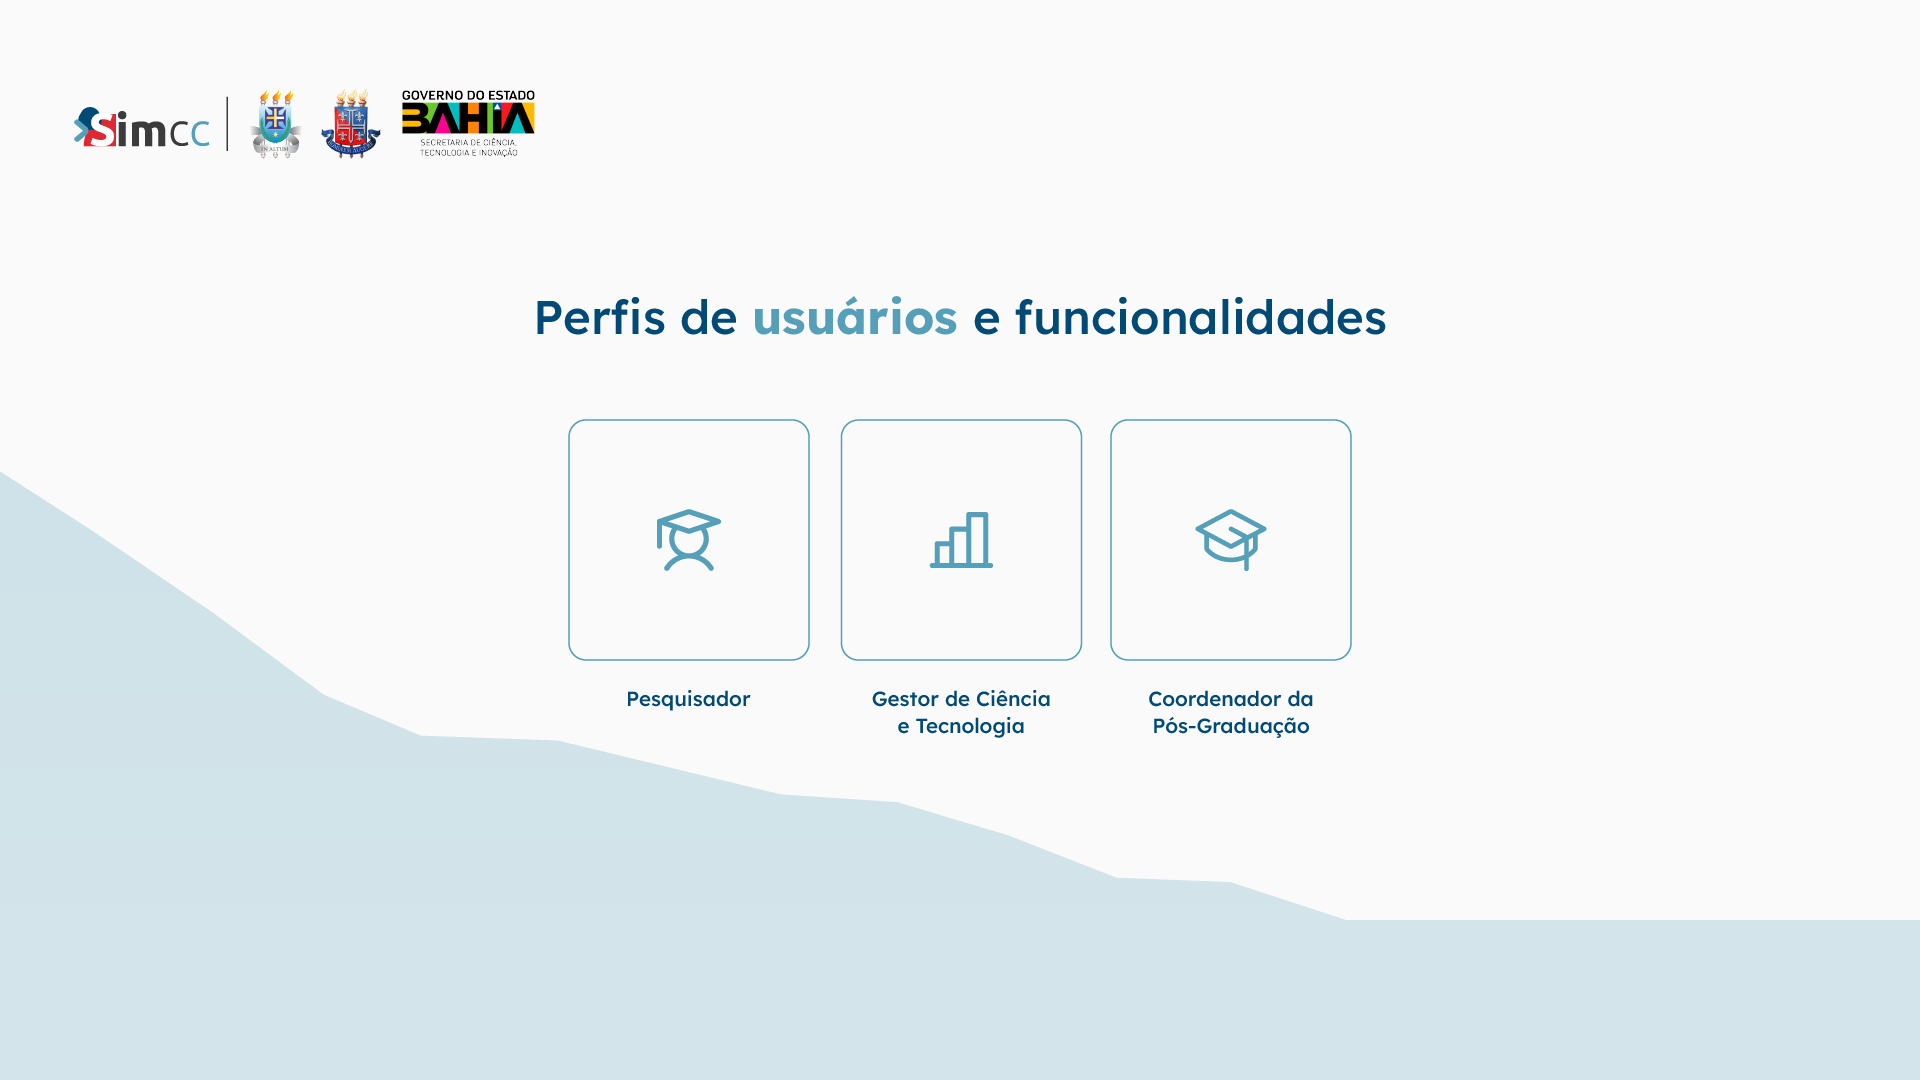 Simcc
GOVERNO DO ESTADO
BAHIA
SECRETARIA DE CIÊNCIA,
TECNOLOGIA E INOVAÇÃO
Perfis de usuários e funcionalidades
Pesquisador
Gestor de Ciência
e Tecnologia
Coordenador da
Pós-Graduação